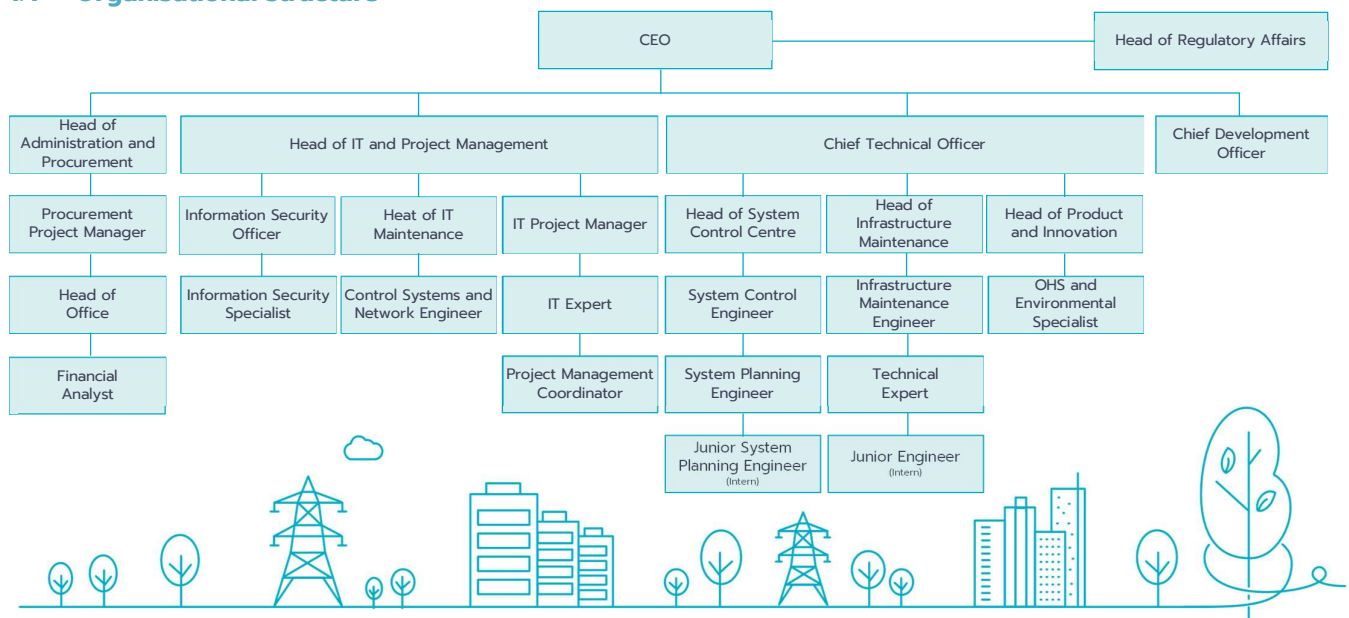 Organisational Structure
CEO
Head of Regulatory Affairs
Head of
Administration and
Procurement
Head of IT and Project Management
Chief Technical Officer
Chief Development
Officer
Procurement
Project Manager
Information Security
Officer
Heat of IT
Maintenance
IT Project Manager
Head of System
Control Centre
Head of
Infrastructure
Maintenance
Head of Product
and Innovation
Head of
Office
Information Security
Specialist
Control Systems and
Network Engineer
IT Expert
System Control
Engineer
Infrastructure
Maintenance
Engineer
OHS and
Environmental
Specialist
Financial
Analyst
Project Management
Coordinator
System Planning
Engineer
Technical
Expert
Junior System
Planning Engineer
(Intern)
Junior Engineer
(Intern)